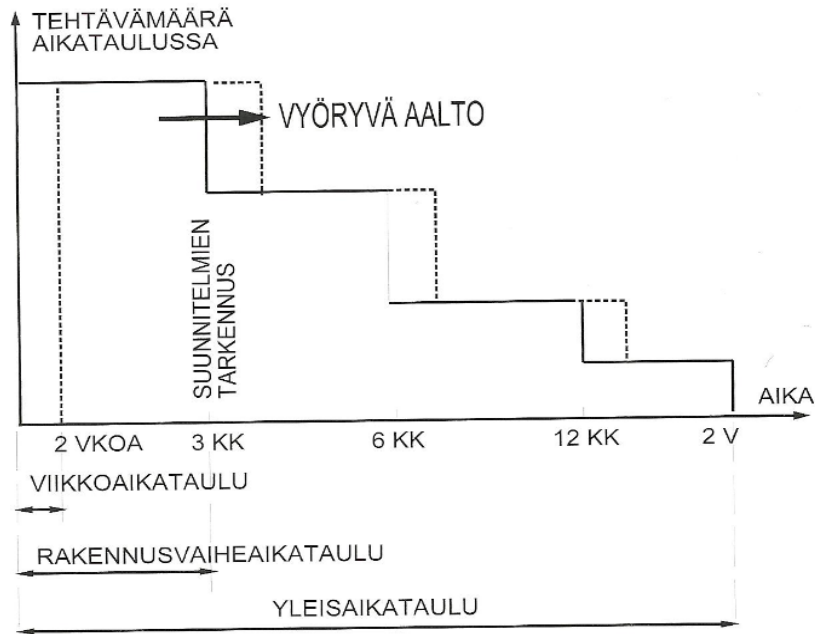 TEHTÄVÄMÄÄRÄ
AIKATAULUSSA
VYÖRYVÄ AALTO
SUUNNITELMIEN
TARKENNUS
AIKA
2 VKOA
3 KK
6 KK
12 KK
2 V
VIIKKOAIKATAULU
RAKENNUSVAIHEAIKATAULU
YLEISAIKATAULU